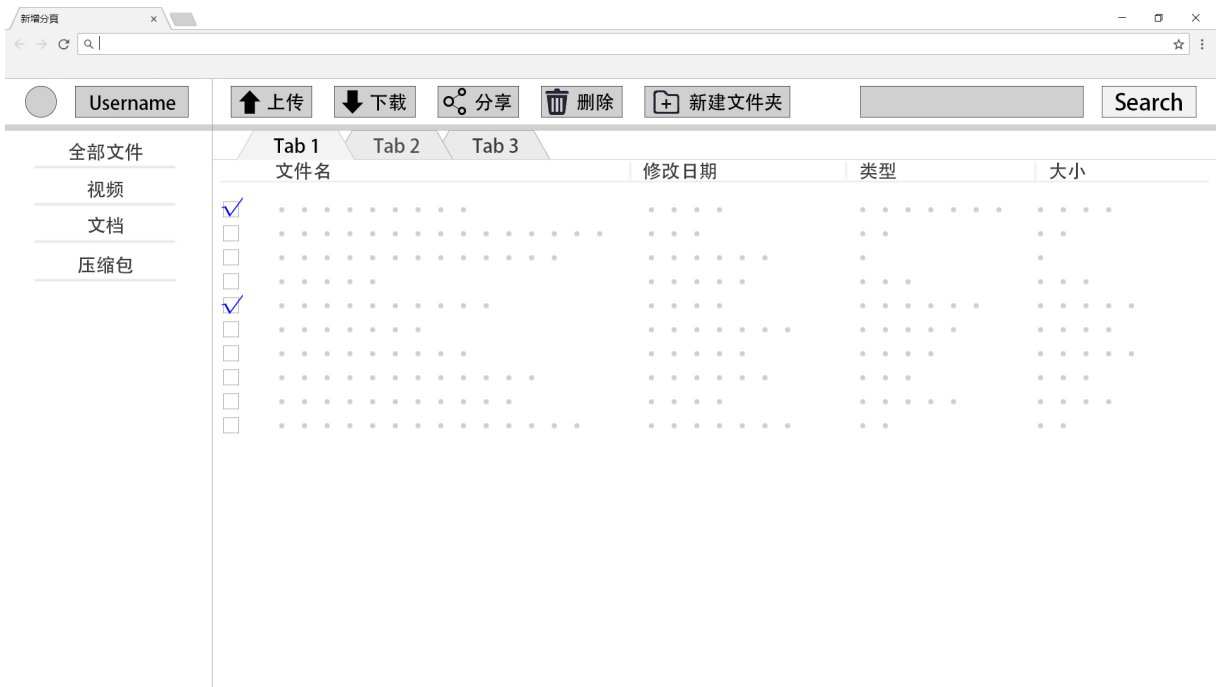 新增分頁
Username 上传 下载 分享 删除 新建文件夹 Search
全部文件
视频
文档
压缩包
Tab 1 Tab 2 Tab 3
文件名 修改日期 类型 大小